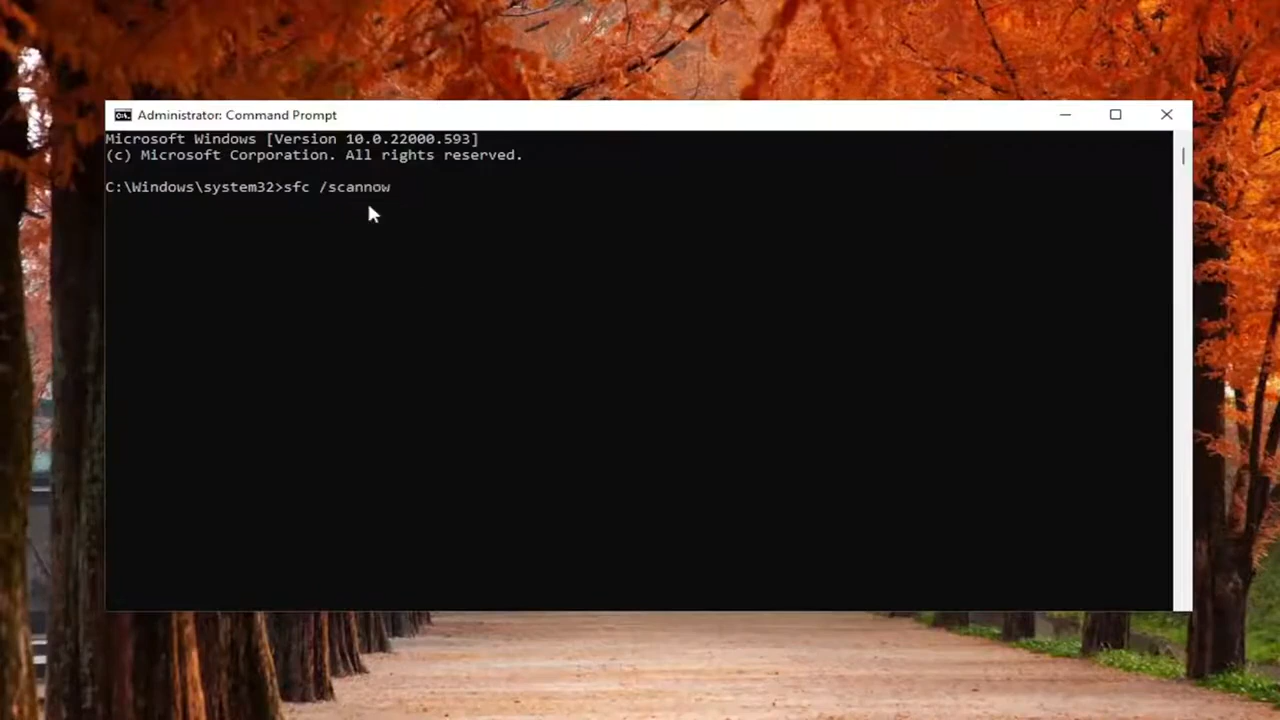 Administrator: Command Prompt
Microsoft Windows [Version 10.0.22000.593]
(c) Microsoft Corporation. All rights reserved.
C:\Windows\system32>sfc /scannow